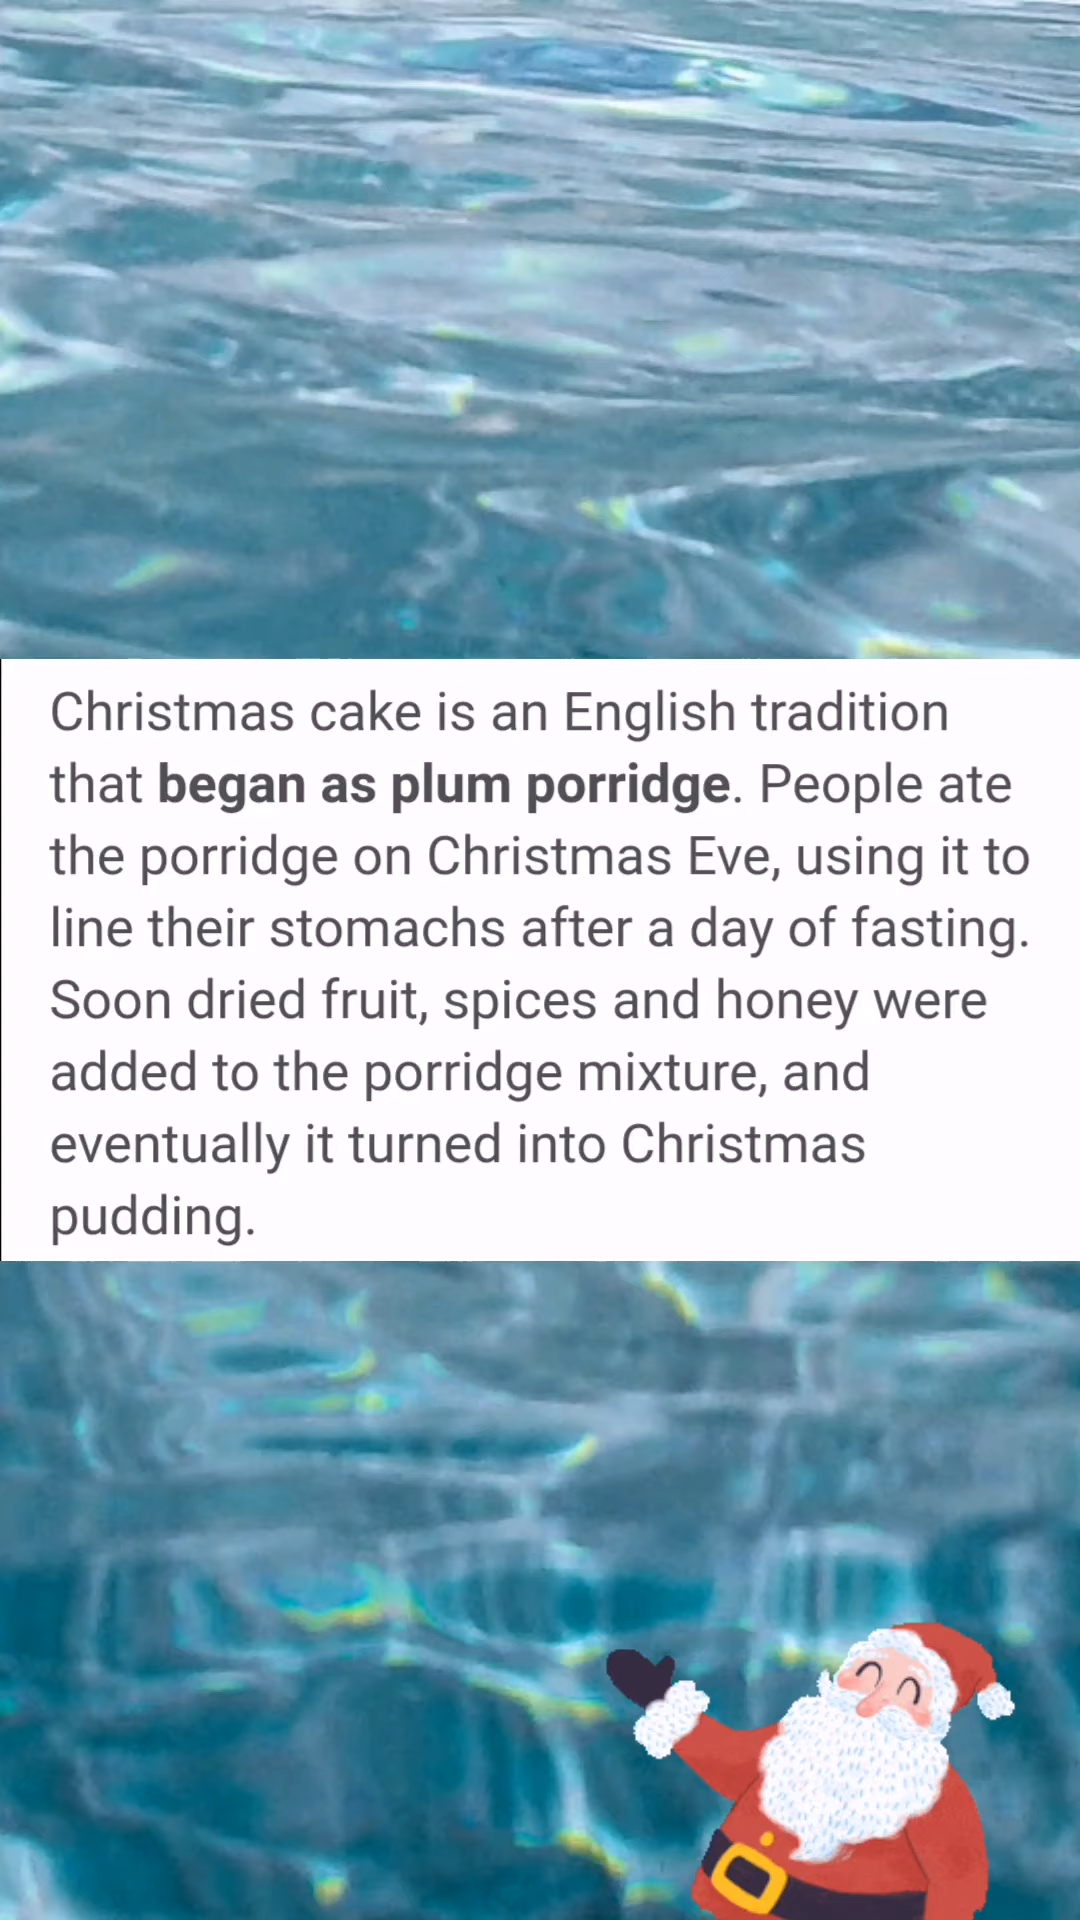 Christmas cake is an English tradition
that began as plum porridge. People ate
the porridge on Christmas Eve, using it to
line their stomachs after a day of fasting.
Soon dried fruit, spices and honey were
added to the porridge mixture, and
eventually it turned into Christmas
pudding.